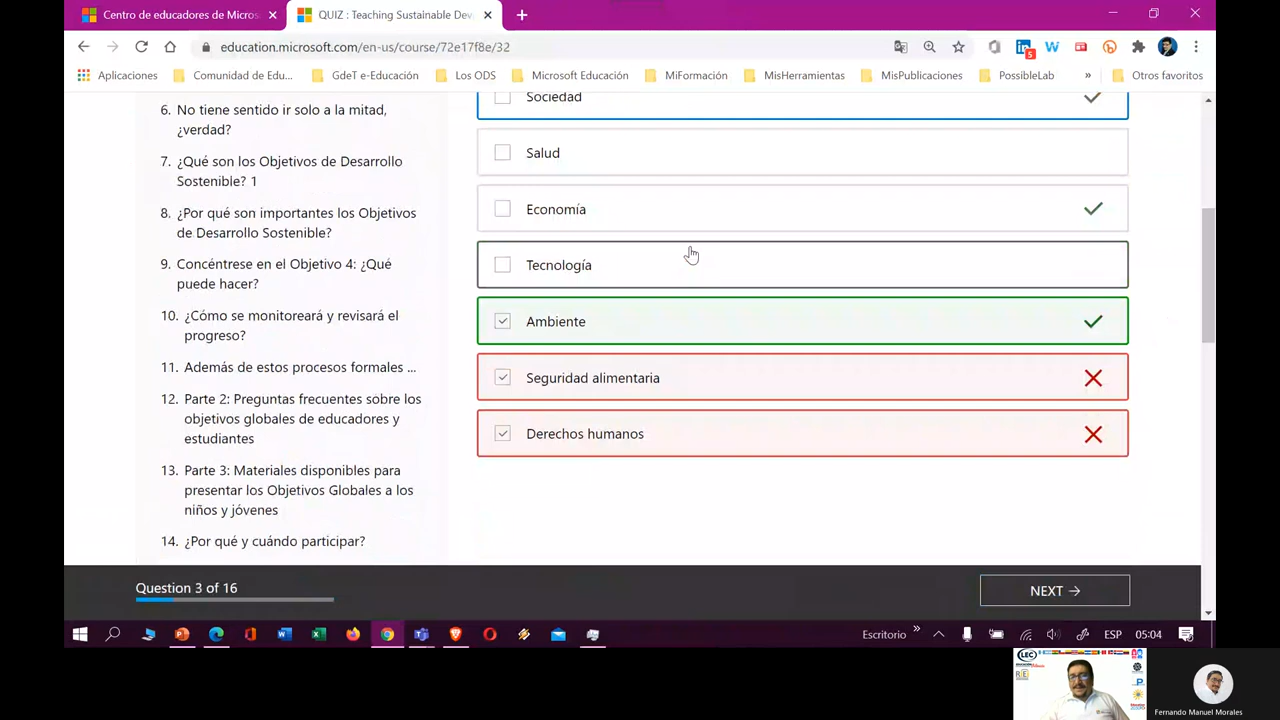 Centro de educadores de Micros
QUIZ : Teaching Sustainable Dev
education.microsoft.com/en-us/course/72e17f8e/32
5
Aplicaciones
Comunidad de Edu...
GdeT e-Educación
Los ODS
Microsoft Educación
MiFormación
MisHerramientas
MisPublicaciones
PossibleLab
»
Otros favoritos
6. No tiene sentido ir solo a la mitad,
¿verdad?
7. ¿Qué son los Objetivos de Desarrollo
Sostenible? 1
8. ¿Por qué son importantes los Objetivos
de Desarrollo Sostenible?
9. Concéntrese en el Objetivo 4: ¿Qué
puede hacer?
10. ¿Cómo se monitoreará y revisará el
progreso?
11. Además de estos procesos formales ...
12. Parte 2: Preguntas frecuentes sobre los
objetivos globales de educadores y
estudiantes
13. Parte 3: Materiales disponibles para
presentar los Objetivos Globales a los
niños y jóvenes
14. ¿Por qué y cuándo participar?
Sociedad
Salud
Economía
Tecnología
Ambiente
Seguridad alimentaria
Derechos humanos
Question 3 of 16
NEXT →
Escritorio
»
ESP
05:04
LEC
Fernando Manuel Morales